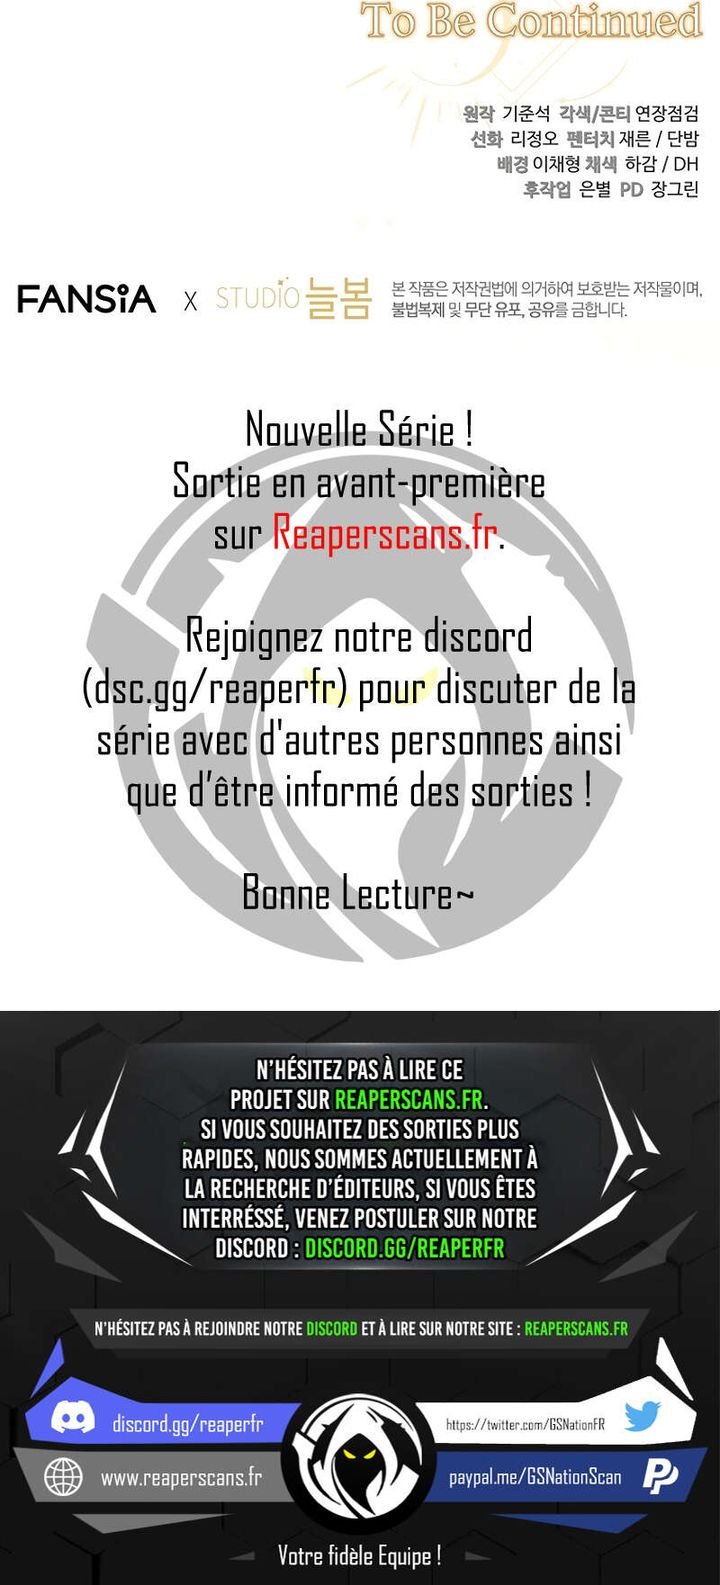 To Be Continued
원작 기준석 각색/콘티 연장점검
선화 리정오 펜터치 재른 / 단밤
배경 이채형 채색 하감 / DH
후작업 은별 PD 장그린
FANSiA X STUDiO 늘봄
본 작품은 저작권법에 의거하여 보호받는 저작물이며,
불법복제 및 무단 유포, 공유를 금합니다.
Nouvelle Série !
Sortie en avant-première
sur Reaperscans.fr.
Rejoignez notre discord
(dsc.gg/reaperfr) pour discuter de la
série avec d'autres personnes ainsi
que d'être informé des sorties !
Bonne Lecture~
N'HÉSITEZ PAS À LIRE CE
PROJET SUR REAPERSCANS.FR.
SI VOUS SOUHAITEZ DES SORTIES PLUS
RAPIDES, NOUS SOMMES ACTUELLEMENT À
LA RECHERCHE D'ÉDITEURS, SI VOUS ÊTES
INTERRÉSSÉ, VENEZ POSTULER SUR NOTRE
DISCORD : DISCORD.GG/REAPERFR
N'HÉSITEZ PAS À REJOINDRE NOTRE DISCORD ET À LIRE SUR NOTRE SITE : REAPERSCANS.FR
discord.gg/reaperfr
https://twitter.com/GSNationFR
www.reaperscans.fr
paypal.me/GSNationScan
Votre fidèle Equipe !